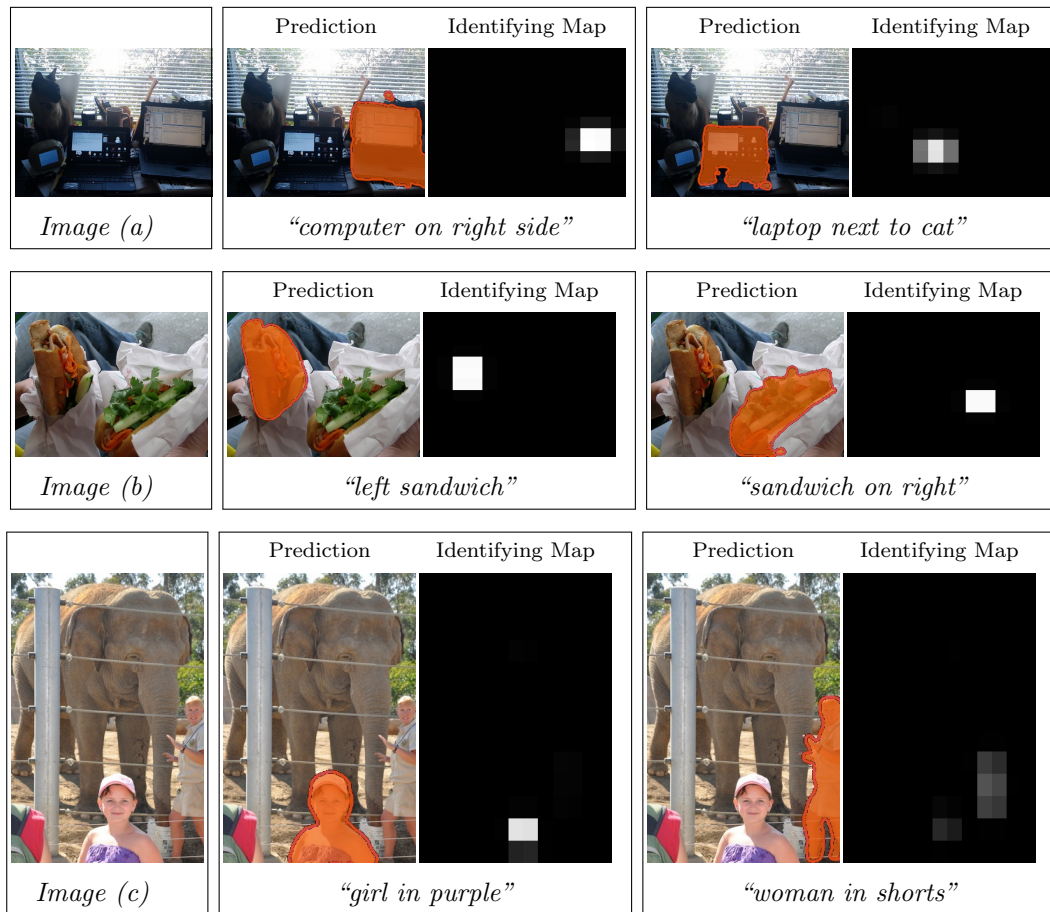 Prediction Identifying Map Prediction Identifying Map
Image (a) “computer on right side” “laptop next to cat”
Prediction Identifying Map Prediction Identifying Map
Image (b) “left sandwich” “sandwich on right”
Prediction Identifying Map Prediction Identifying Map
Image (c) “girl in purple” “woman in shorts”